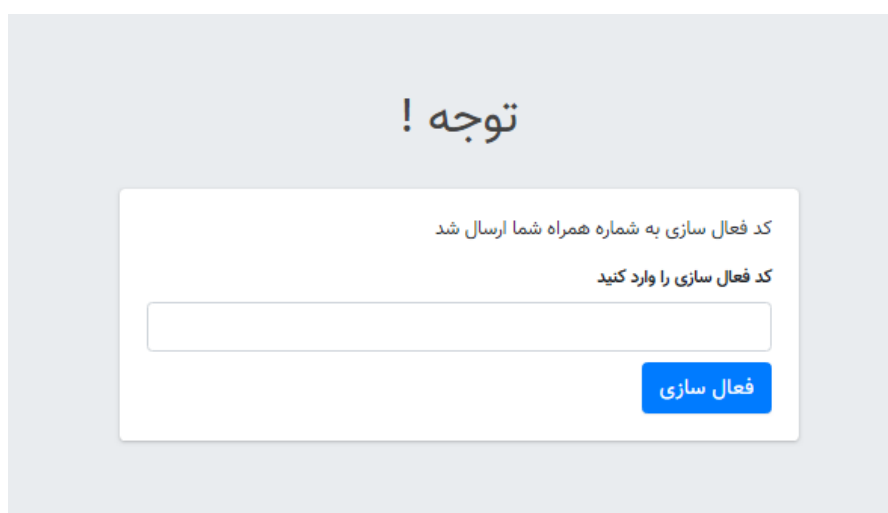 توجه !
کد فعال سازی به شماره همراه شما ارسال شد
کد فعال سازی را وارد کنید
فعال سازی